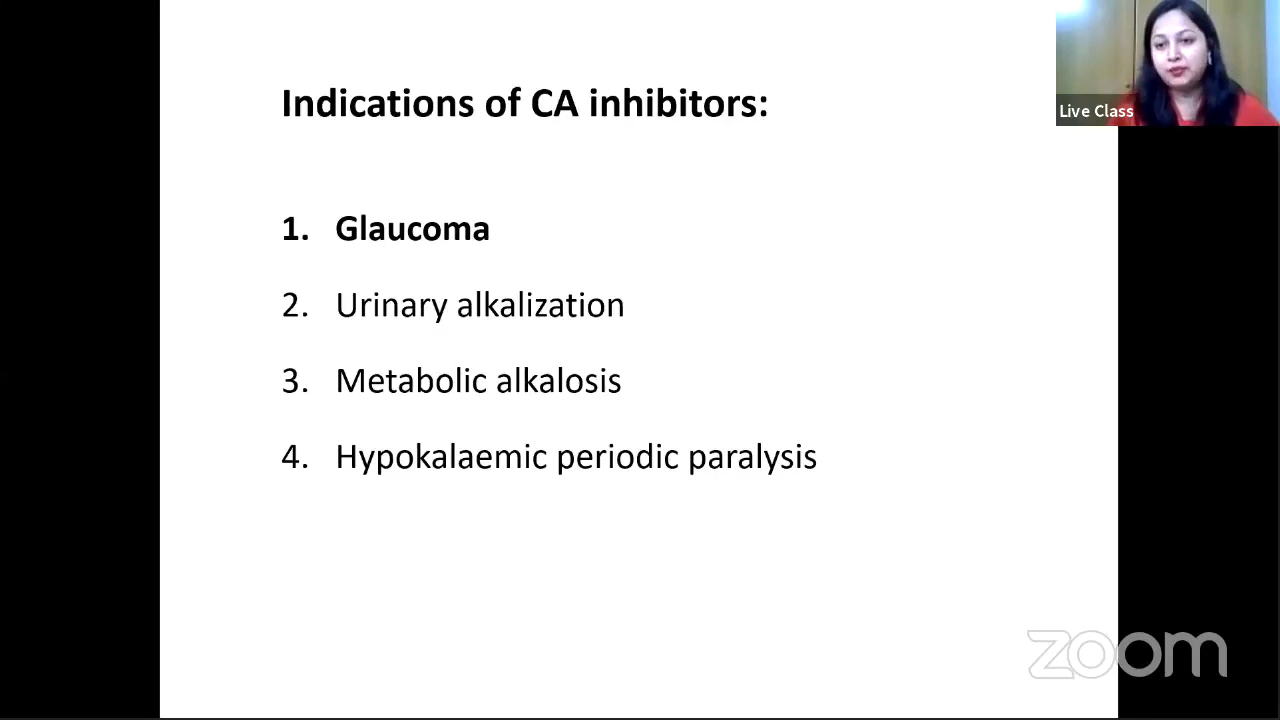 Indications of CA inhibitors:
Live Class
1. Glaucoma
2. Urinary alkalization
3. Metabolic alkalosis
4. Hypokalaemic periodic paralysis
zoom